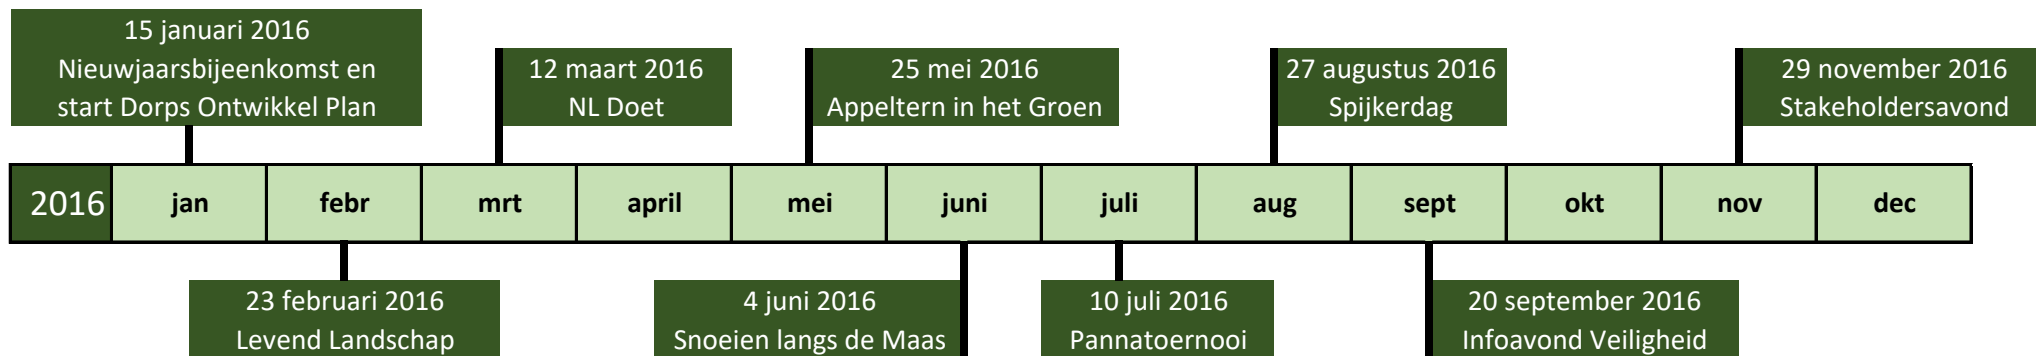 15 januari 2016
Nieuwjaarsbijeenkomst en
start Dorps Ontwikkel Plan
12 maart 2016
NL Doet
25 mei 2016
Appeltern in het Groen
27 augustus 2016
Spijkerdag
29 november 2016
Stakeholdersavond
2016 jan febr mrt april mei juni juli aug sept okt nov dec
23 februari 2016
Levend Landschap
4 juni 2016
Snoeien langs de Maas
10 juli 2016
Pannatoernooi
20 september 2016
Infoavond Veiligheid